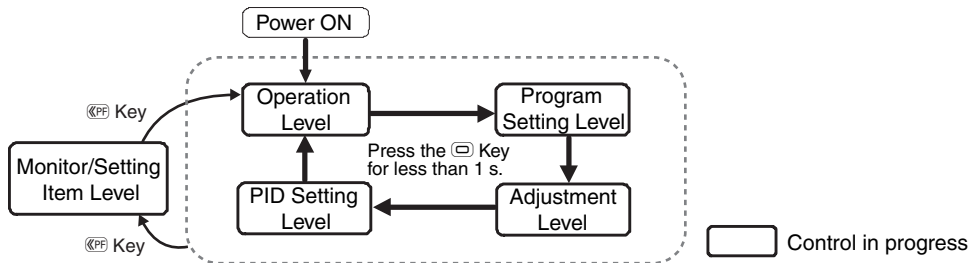 Power ON
Operation
Level
Program
Setting Level
PF Key
Press the Key
for less than 1 s.
Monitor/Setting
Item Level
PID Setting
Level
Adjustment
Level
PF Key
Control in progress